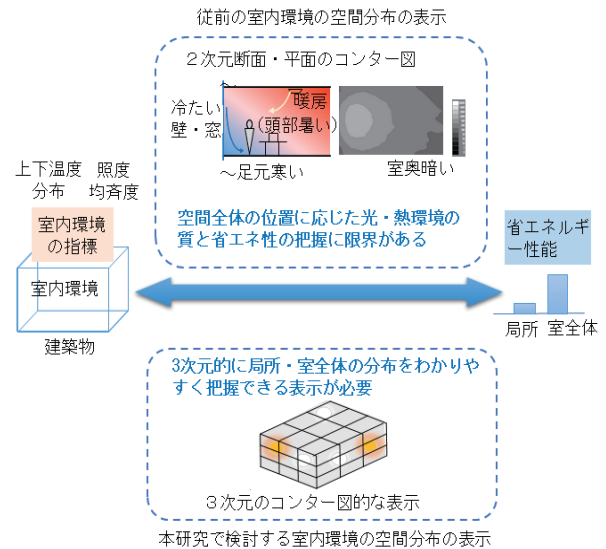 従前の室内環境の空間分布の表示
２次元断面・平面のコンター図
冷たい
壁・窓
暖房
(頭部暑い)
～足元寒い
室奥暗い
上下温度
分布
照度
均斉度
室内環境
の指標
室内環境
建築物
空間全体の位置に応じた光・熱環境の
質と省エネ性の把握に限界がある
省エネルギ
ー性能
局所
室全体
3次元的に局所・室全体の分布をわかりや
すく把握できる表示が必要
３次元のコンター図的な表示
本研究で検討する室内環境の空間分布の表示